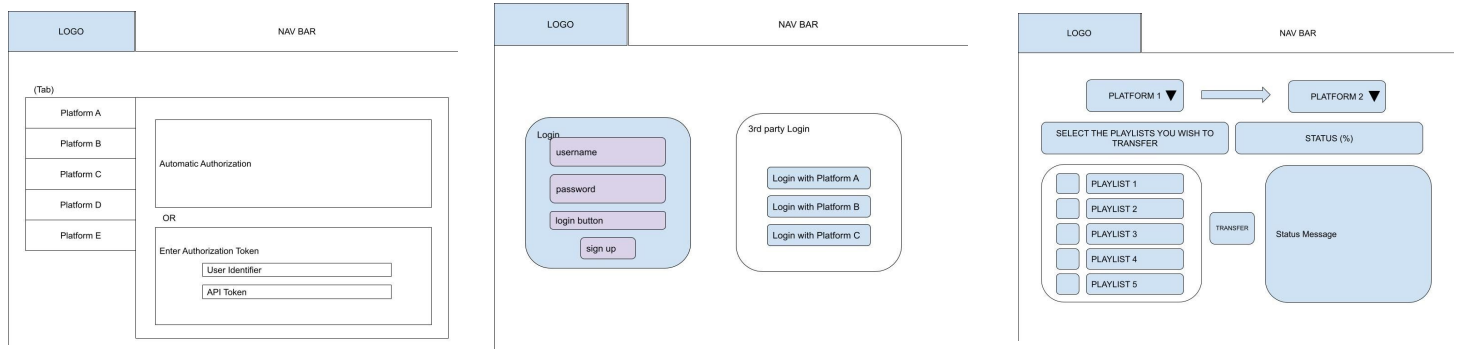 LOGO
NAV BAR
(Tab)
Platform A
Platform B
Platform C
Platform D
Platform E
Automatic Authorization
OR
Enter Authorization Token
User Identifier
API Token
LOGO
NAV BAR
Login
username
password
login button
sign up
3rd party Login
Login with Platform A
Login with Platform B
Login with Platform C
LOGO
NAV BAR
PLATFORM 1
PLATFORM 2
SELECT THE PLAYLISTS YOU WISH TO
TRANSFER
STATUS (%)
PLAYLIST 1
PLAYLIST 2
PLAYLIST 3
PLAYLIST 4
PLAYLIST 5
TRANSFER
Status Message